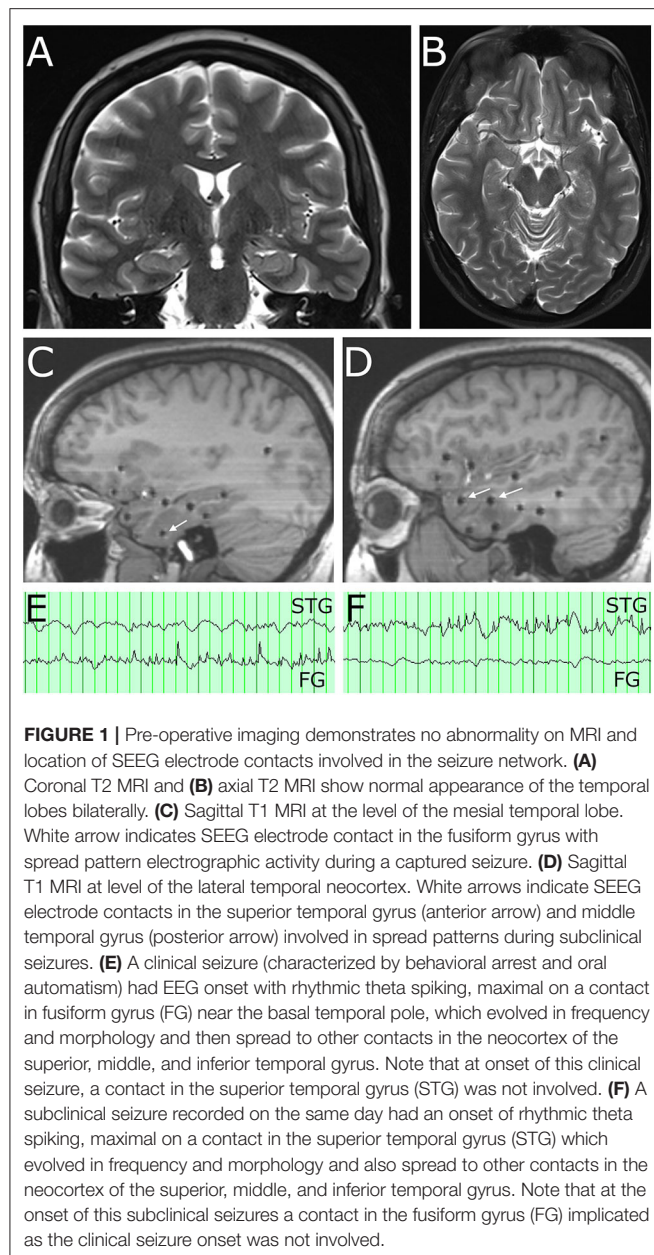 A
B
C
D
E
STG
FG
F
STG
FG
FIGURE 1 | Pre-operative imaging demonstrates no abnormality on MRI and
location of SEEG electrode contacts involved in the seizure network. (A)
Coronal T2 MRI and (B) axial T2 MRI show normal appearance of the temporal
lobes bilaterally. (C) Sagittal T1 MRI at the level of the mesial temporal lobe.
White arrow indicates SEEG electrode contact in the fusiform gyrus with
spread pattern electrographic activity during a captured seizure. (D) Sagittal
T1 MRI at level of the lateral temporal neocortex. White arrows indicate SEEG
electrode contacts in the superior temporal gyrus (anterior arrow) and middle
temporal gyrus (posterior arrow) involved in spread patterns during subclinical
seizures. (E) A clinical seizure (characterized by behavioral arrest and oral
automatism) had EEG onset with rhythmic theta spiking, maximal on a contact
in fusiform gyrus (FG) near the basal temporal pole, which evolved in frequency
and morphology and then spread to other contacts in the neocortex of the
superior, middle, and inferior temporal gyrus. Note that at onset of this clinical
seizure, a contact in the superior temporal gyrus (STG) was not involved. (F) A
subclinical seizure recorded on the same day had an onset of rhythmic theta
spiking, maximal on a contact in the superior temporal gyrus (STG) which
evolved in frequency and morphology and also spread to other contacts in the
neocortex of the superior, middle, and inferior temporal gyrus. Note that at the
onset of this subclinical seizures a contact in the fusiform gyrus (FG) implicated
as the clinical seizure onset was not involved.